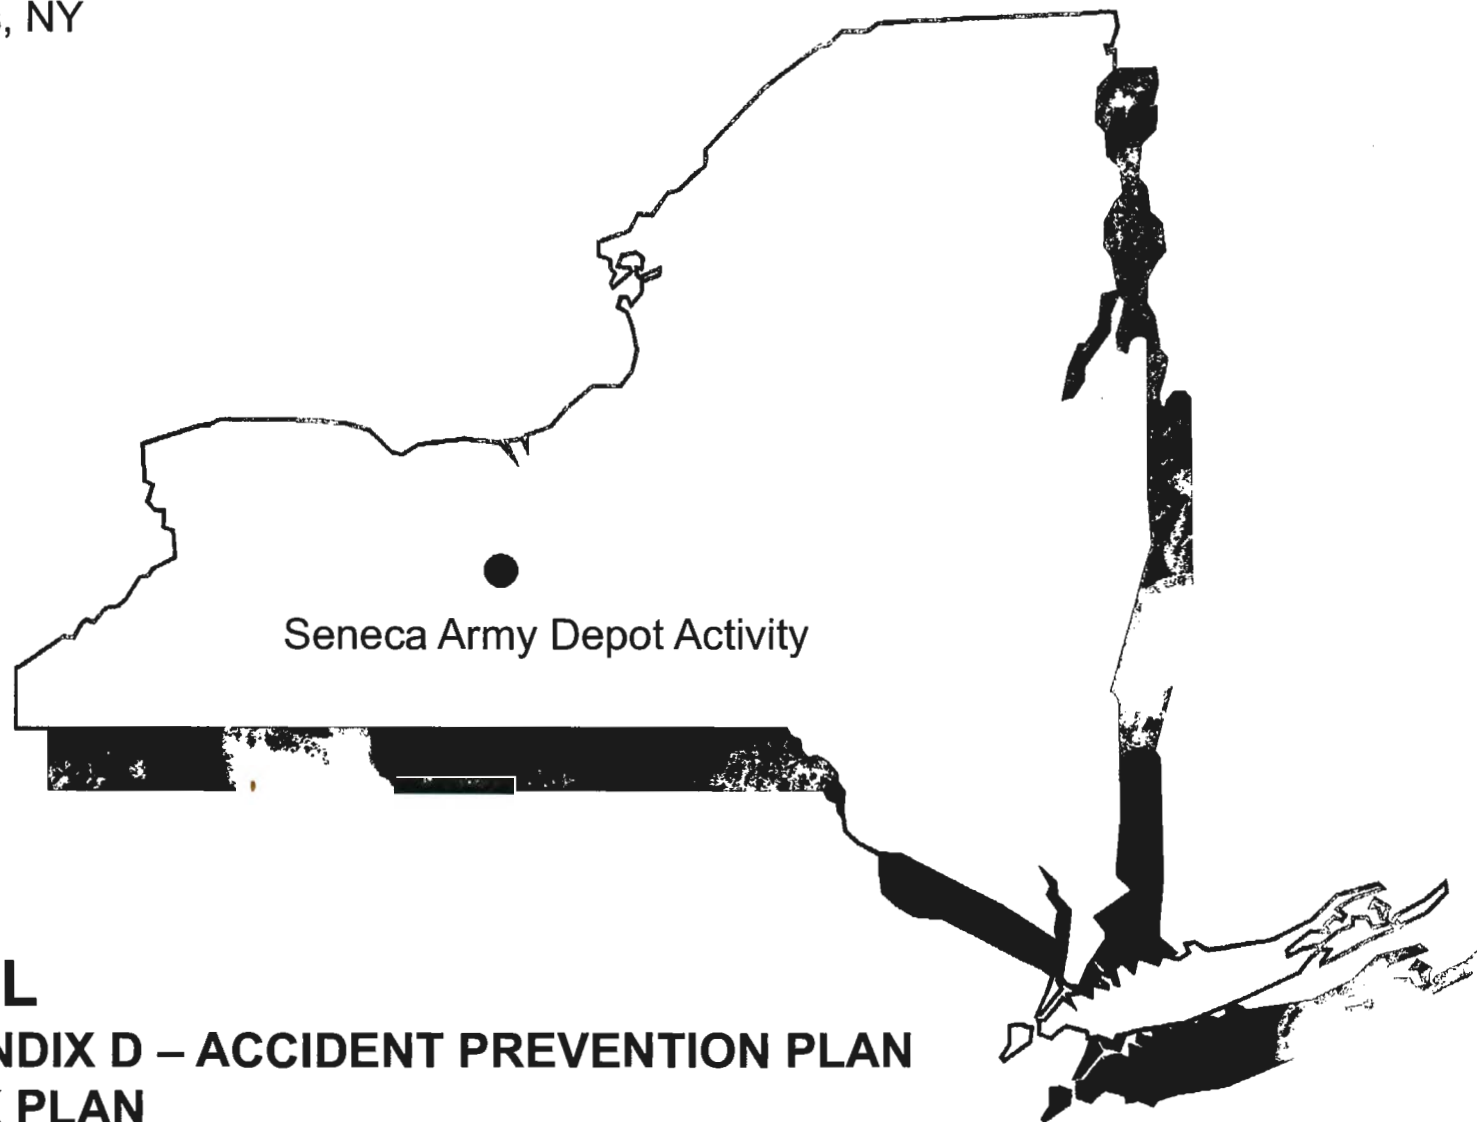 , NY
Seneca Army Depot Activity
L
NDIX D – ACCIDENT PREVENTION PLAN
PLAN